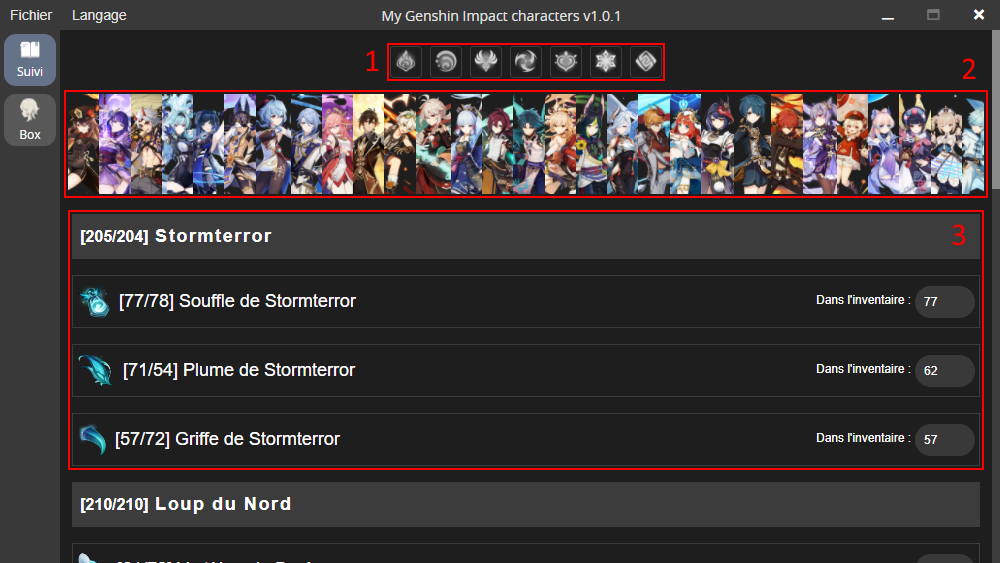 Fichier Langage My Genshin Impact characters v1.0.1
Suivi
Box
1
2
[205/204] Stormterror 3
[77/78] Souffle de Stormterror Dans l'inventaire : 77
[71/54] Plume de Stormterror Dans l'inventaire : 62
[57/72] Griffe de Stormterror Dans l'inventaire : 57
[210/210] Loup du Nord